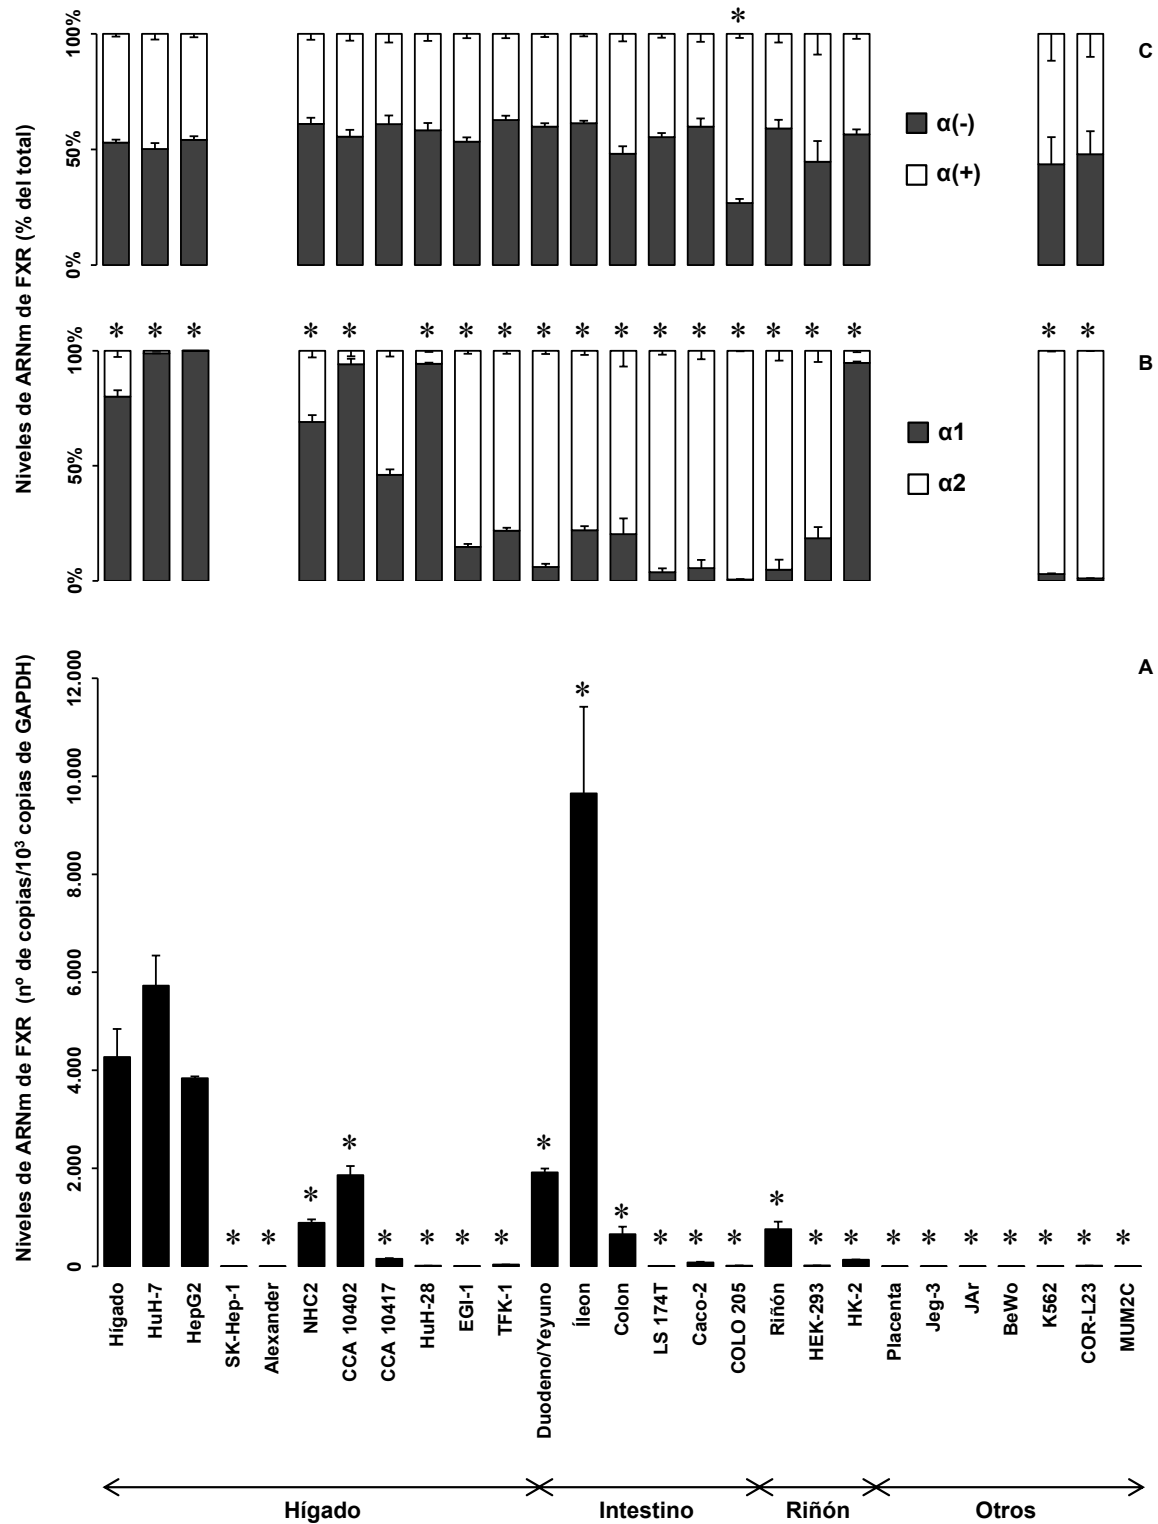 *
100%
50%
0%
C
α(-)
α(+)
Niveles de ARNm de FXR (% del total)
* * * * * * * * * * * * * * * * * *
100%
50%
0%
B
α1
α2
A
Niveles de ARNm de FXR (nº de copias/10³ copias de GAPDH)
12.000
10.000
8.000
6.000
4.000
2.000
0
*
* *
* *
*
* * * * * * * * * * * * * * * * * *
Hígado
HuH-7
HepG2
SK-Hep-1
Alexander
NHC2
CCA 10402
CCA 10417
HuH-28
EGI-1
TFK-1
Duodeno/Yeyuno
Íleon
Colon
LS 174T
Caco-2
COLO 205
Riñón
HEK-293
HK-2
Placenta
Jeg-3
JAr
BeWo
K562
COR-L23
MUM2C
Hígado Intestino Riñón Otros